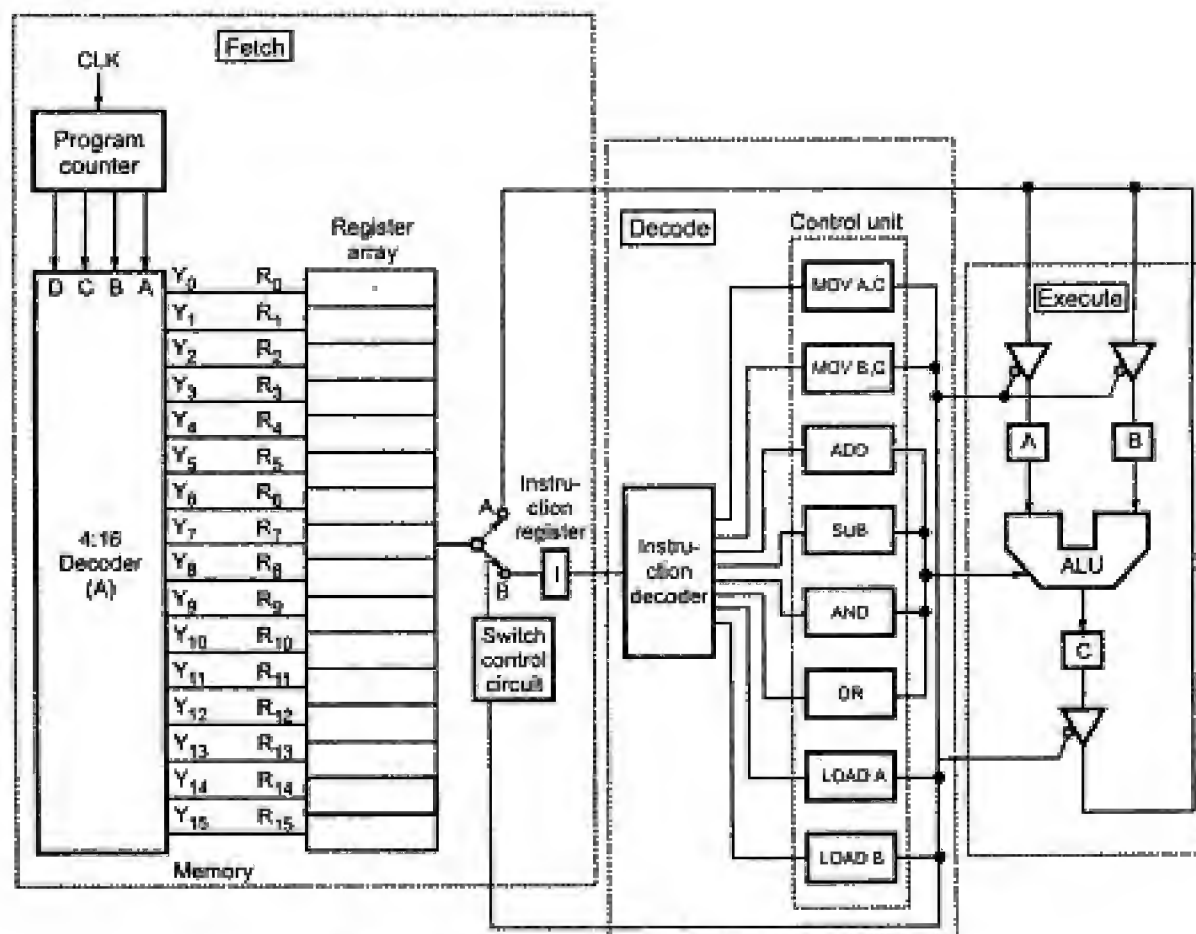 Fetch
CLK
Program
counter
D C B A
4:16
Decoder
(A)
Register
array
Y0 R0
Y1 R1
Y2 R2
Y3 R3
Y4 R4
Y5 R5
Y6 R6
Y7 R7
Y8 R8
Y9 R9
Y10 R10
Y11 R11
Y12 R12
Y13 R13
Y14 R14
Y15 R15
Memory
A
B
Instru-
ction
register
I
Switch
control
circuit
Decode
Instru-
ction
decoder
Control unit
MOV A,C
MOV B,C
ADD
SUB
AND
OR
LOAD A
LOAD B
Execute
A
B
ALU
C